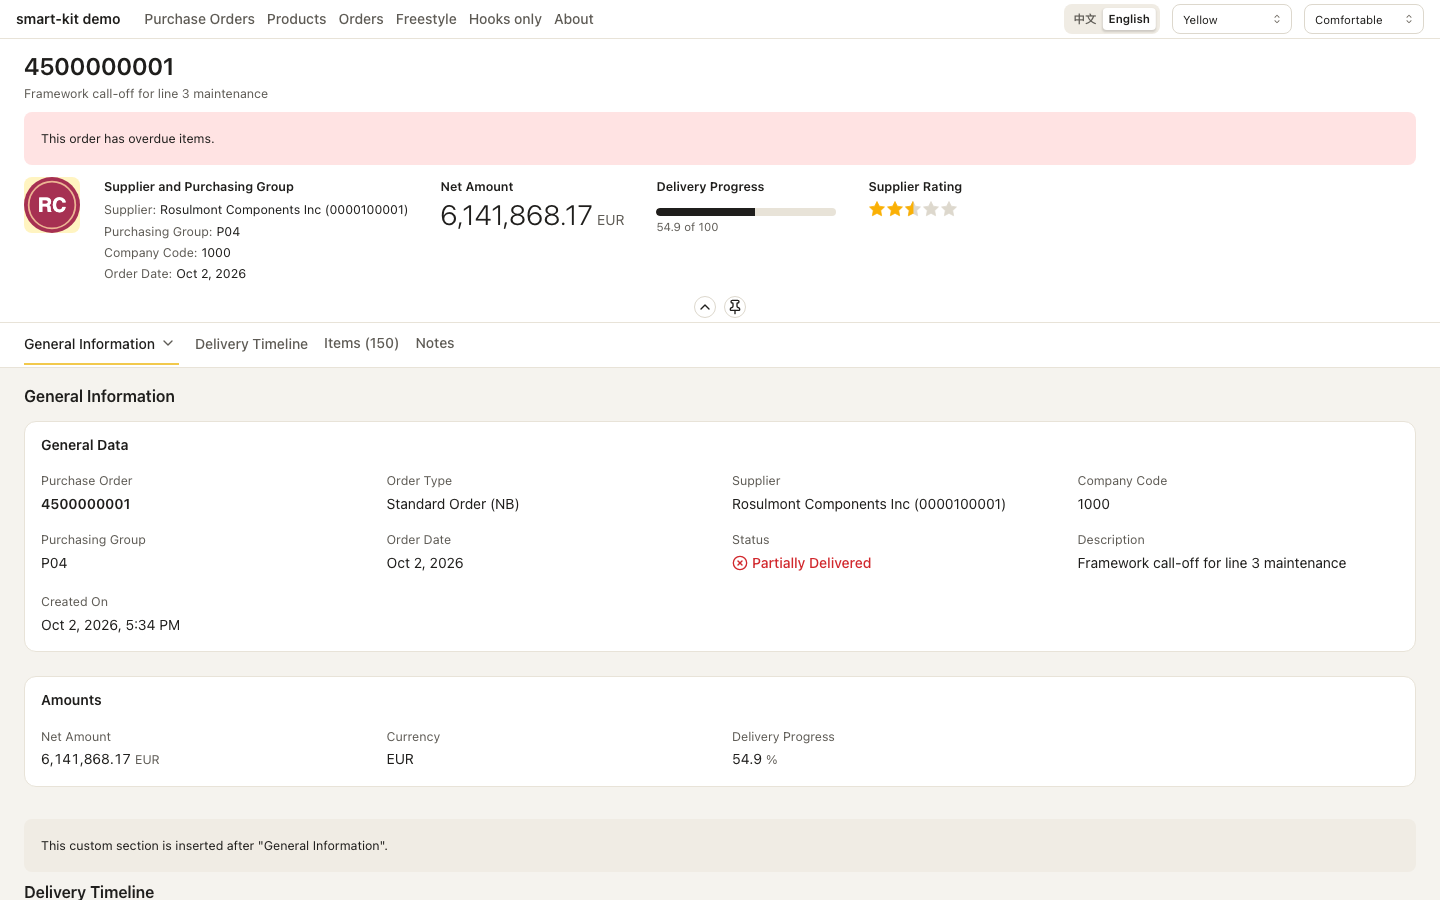 smart-kit demo
Purchase Orders
Products
Orders
Freestyle
Hooks only
About
中文
English
Yellow
Comfortable
4500000001
Framework call-off for line 3 maintenance
This order has overdue items.
RC
Supplier and Purchasing Group
Supplier: Rosulmont Components Inc (0000100001)
Purchasing Group: P04
Company Code: 1000
Order Date: Oct 2, 2026
Net Amount
6,141,868.17 EUR
Delivery Progress
54.9 of 100
Supplier Rating
General Information
Delivery Timeline
Items (150)
Notes
General Information
General Data
Purchase Order
4500000001
Order Type
Standard Order (NB)
Supplier
Rosulmont Components Inc (0000100001)
Company Code
1000
Purchasing Group
P04
Order Date
Oct 2, 2026
Status
Partially Delivered
Description
Framework call-off for line 3 maintenance
Created On
Oct 2, 2026, 5:34 PM
Amounts
Net Amount
6,141,868.17 EUR
Currency
EUR
Delivery Progress
54.9 %
This custom section is inserted after "General Information".
Delivery Timeline